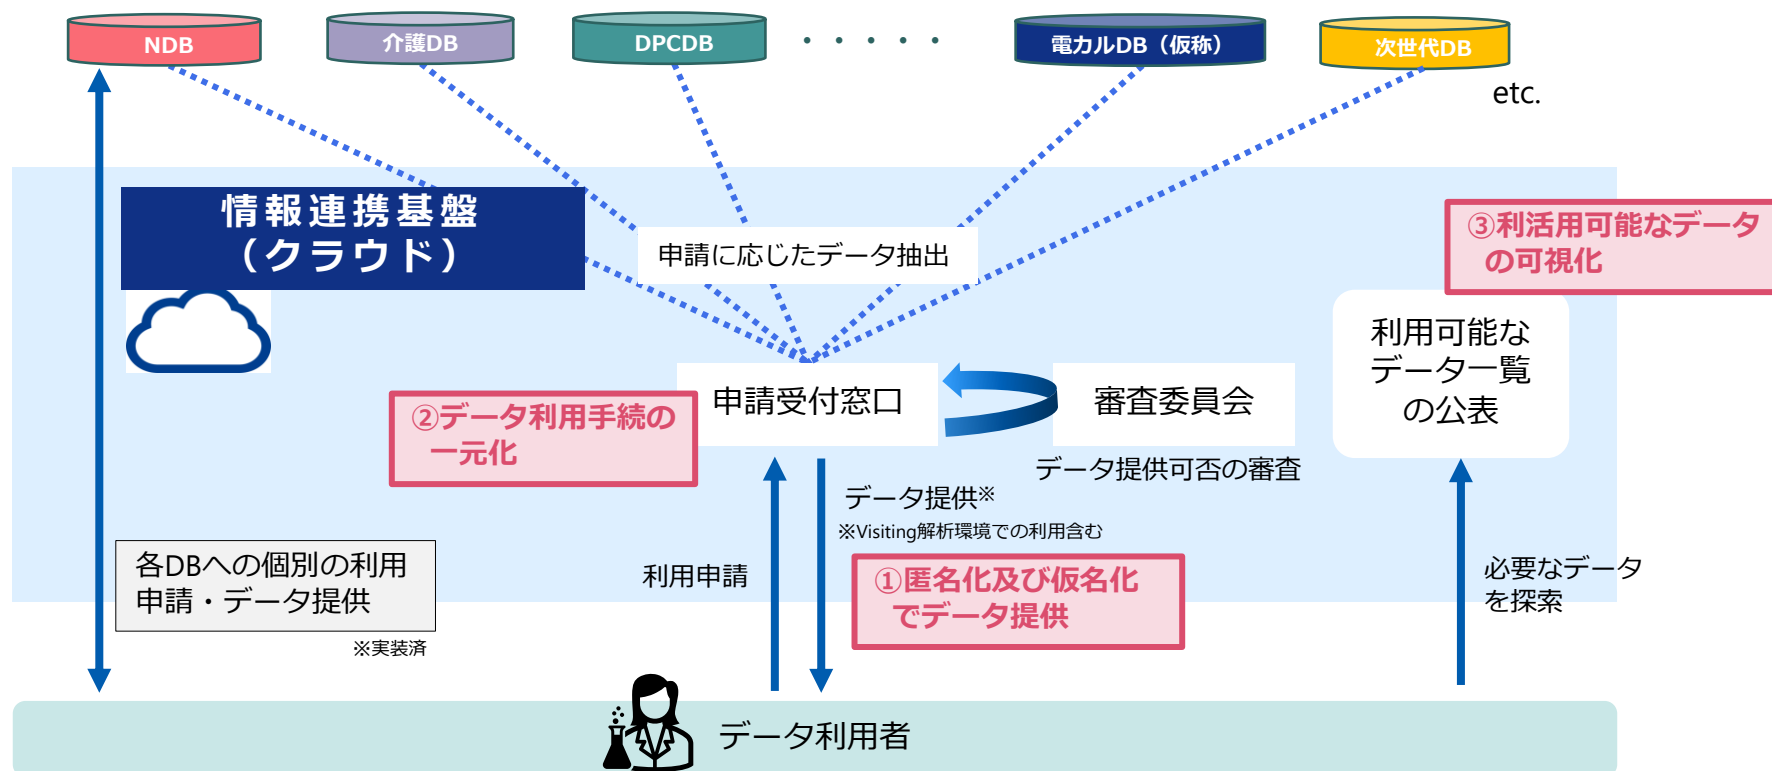 NDB
介護DB
DPCDB
・・・・・
電カルDB（仮称）
次世代DB
etc.
情報連携基盤
（クラウド）
申請に応じたデータ抽出
③利活用可能なデータ
の可視化
利用可能な
データ一覧
の公表
申請受付窓口
審査委員会
②データ利用手続の
一元化
データ提供可否の審査
データ提供※
※Visiting解析環境での利用含む
各DBへの個別の利用
申請・データ提供
※実装済
利用申請
①匿名化及び仮名化
でデータ提供
必要なデータ
を探索
データ利用者